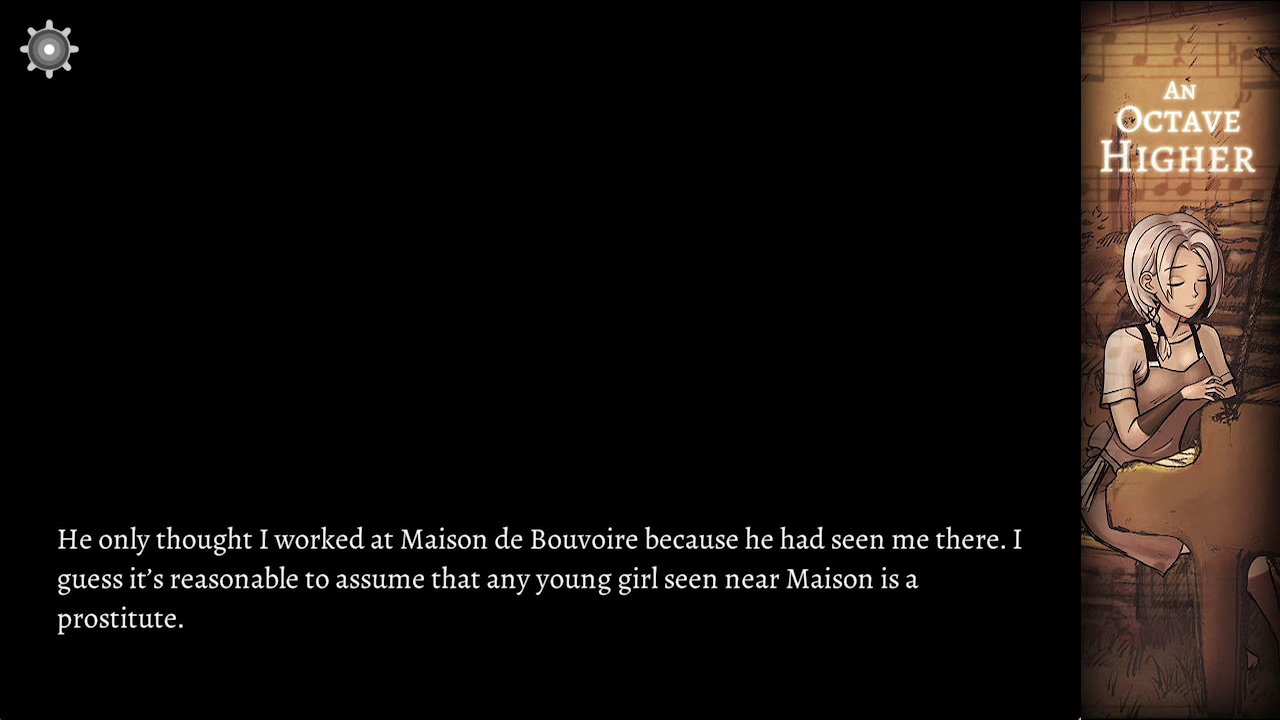 An
Octave
Higher
He only thought I worked at Maison de Bouvoire because he had seen me there. I
guess it’s reasonable to assume that any young girl seen near Maison is a
prostitute.